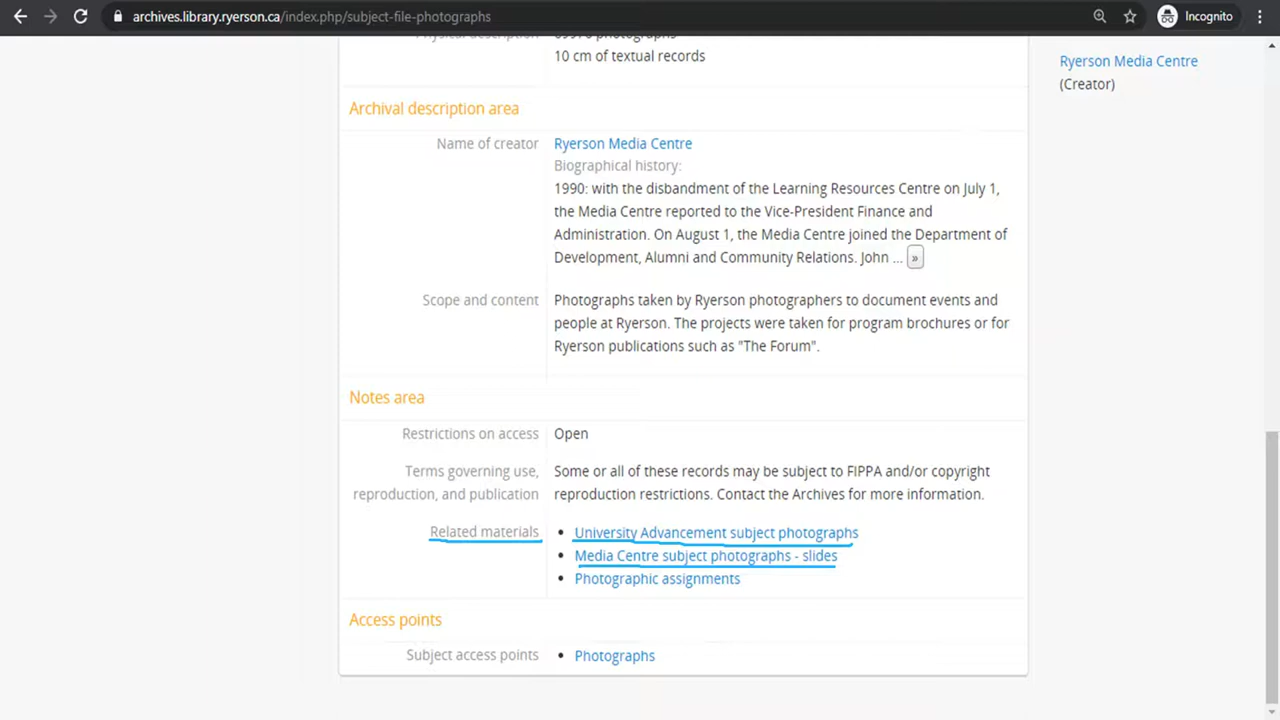 archives.library.ryerson.ca/index.php/subject-file-photographs
Incognito
Physical description
photographs
10 cm of textual records
Ryerson Media Centre
(Creator)
Archival description area
Name of creator
Ryerson Media Centre
Biographical history:
1990: with the disbandment of the Learning Resources Centre on July 1,
the Media Centre reported to the Vice-President Finance and
Administration. On August 1, the Media Centre joined the Department of
Development, Alumni and Community Relations. John ... »
Scope and content
Photographs taken by Ryerson photographers to document events and
people at Ryerson. The projects were taken for program brochures or for
Ryerson publications such as "The Forum".
Notes area
Restrictions on access
Open
Terms governing use,
reproduction, and publication
Some or all of these records may be subject to FIPPA and/or copyright
reproduction restrictions. Contact the Archives for more information.
Related materials
• University Advancement subject photographs
• Media Centre subject photographs - slides
• Photographic assignments
Access points
Subject access points
• Photographs